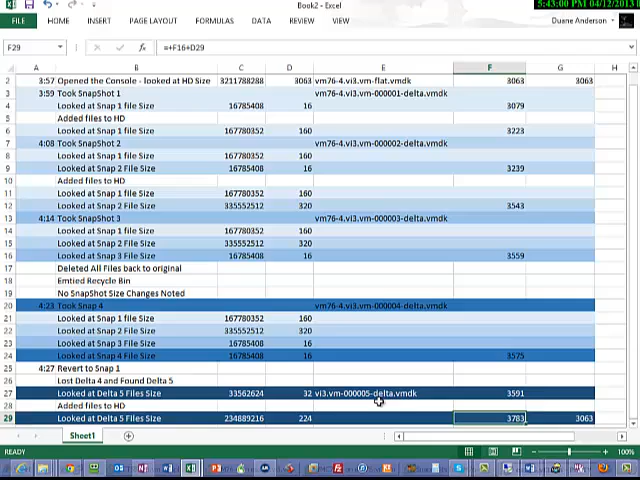 Book2 - Excel
5:43:00 PM 04/12/2013
FILE HOME INSERT PAGE LAYOUT FORMULAS DATA REVIEW VIEW Duane Anderson
F29 =+F16+D29
A B C D E F G H
2 3:57 Opened the Console - looked at HD Size 3211788288 3063 vm76-4.vi3.vm-flat.vmdk 3063 3063
3 3:59 Took SnapShot 1 vm76-4.vi3.vm-000001-delta.vmdk
4 Looked at Snap 1 file Size 16785408 16 3079
5 Added files to HD
6 Looked at Snap 1 file Size 167780352 160 3223
7 4:08 Took SnapShot 2 vm76-4.vi3.vm-000002-delta.vmdk
8 Looked at Snap 1 file Size 167780352 160
9 Looked at Snap 2 File Size 16785408 16 3239
10 Added files to HD
11 Looked at Snap 1 file Size 167780352 160
12 Looked at Snap 2 File Size 335552512 320 3543
13 4:14 Took SnapShot 3 vm76-4.vi3.vm-000003-delta.vmdk
14 Looked at Snap 1 file Size 167780352 160
15 Looked at Snap 2 File Size 335552512 320
16 Looked at Snap 3 File Size 16785408 16 3559
17 Deleted All Files back to original
18 Emtied Recycle Bin
19 No SnapShot Size Changes Noted
20 4:23 Took Snap 4 vm76-4.vi3.vm-000004-delta.vmdk
21 Looked at Snap 1 file Size 167780352 160
22 Looked at Snap 2 File Size 335552512 320
23 Looked at Snap 3 File Size 16785408 16
24 Looked at Snap 4 File Size 16785408 16 3575
25 4:27 Revert to Snap 1
26 Lost Delta 4 and Found Delta 5
27 Looked at Delta 5 Files Size 33562624 32 vi3.vm-000005-delta.vmdk 3591
28 Added files to HD
29 Looked at Delta 5 Files Size 234889216 224 3783 3063
Sheet1
READY 100%